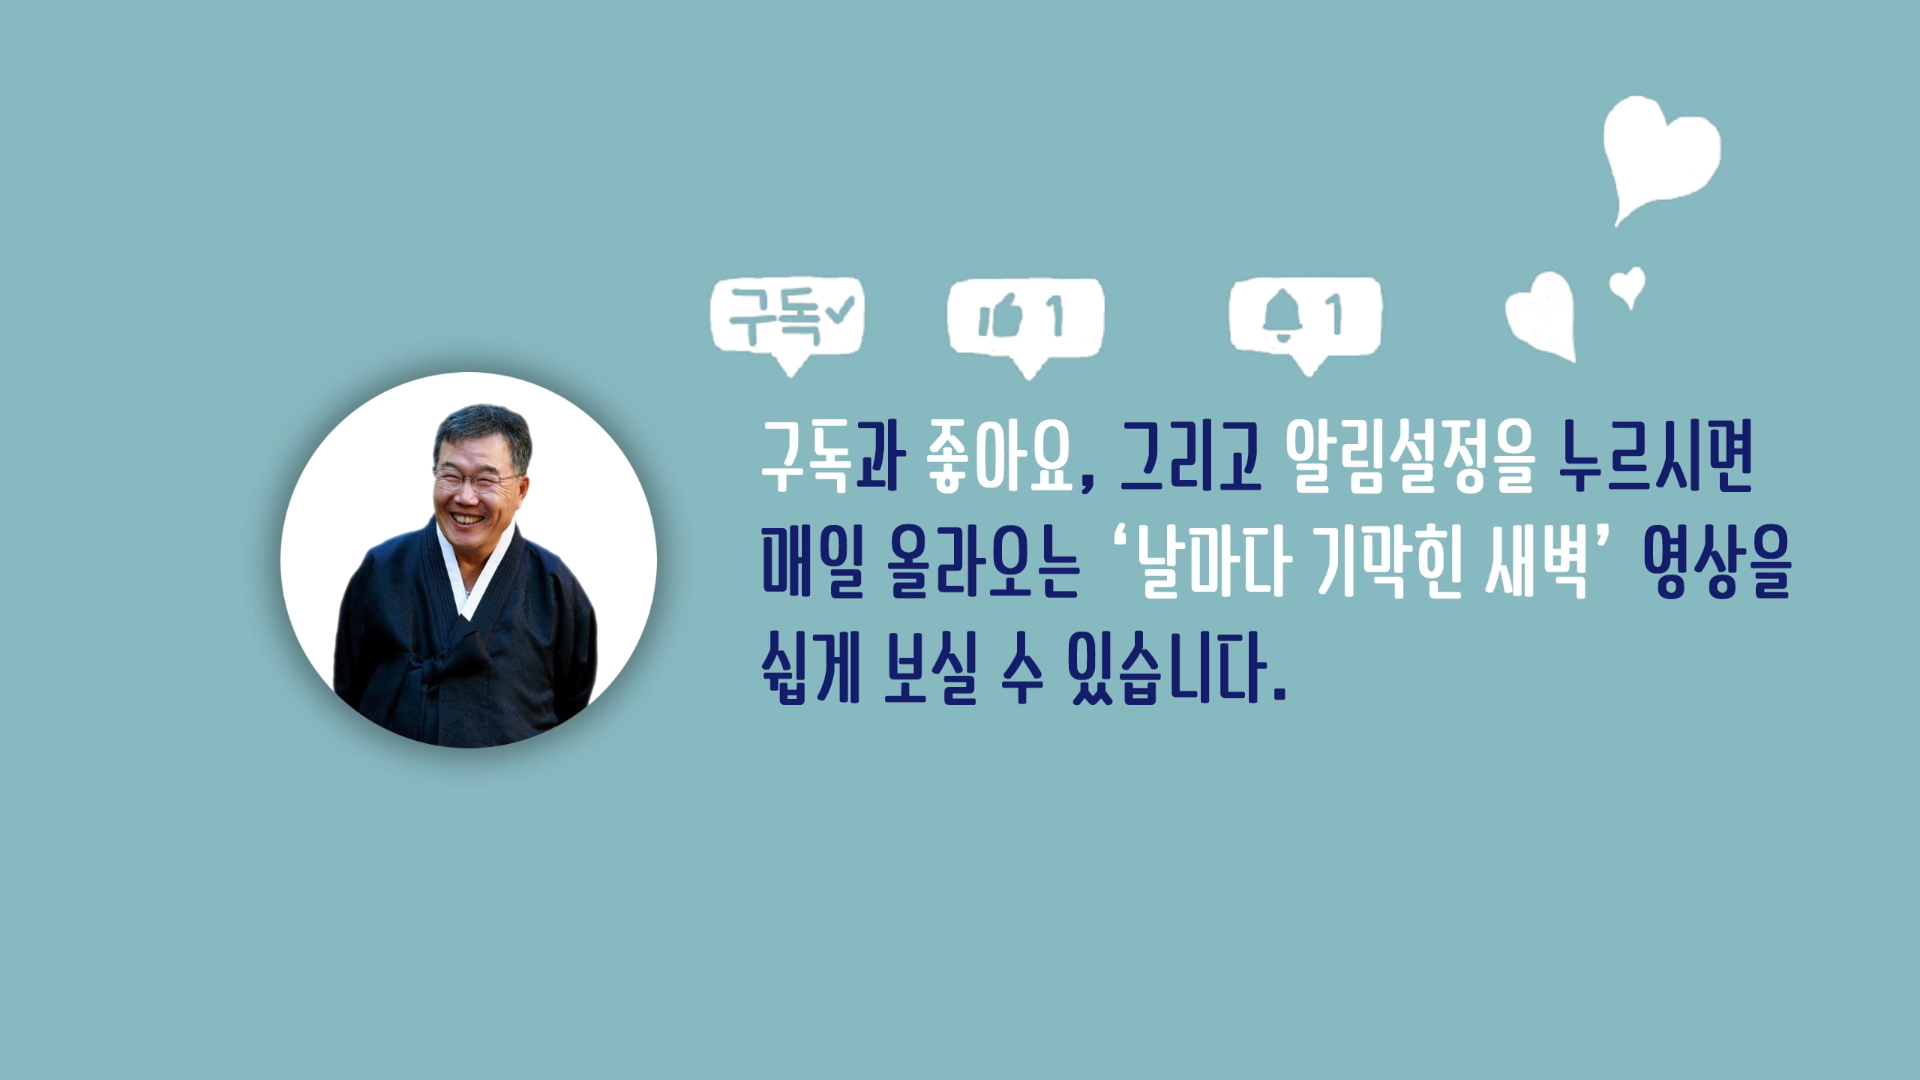 구독✓
1
1
구독과 좋아요, 그리고 알림설정을 누르시면
매일 올라오는 ‘날마다 기막힌 새벽’ 영상을
쉽게 보실 수 있습니다.